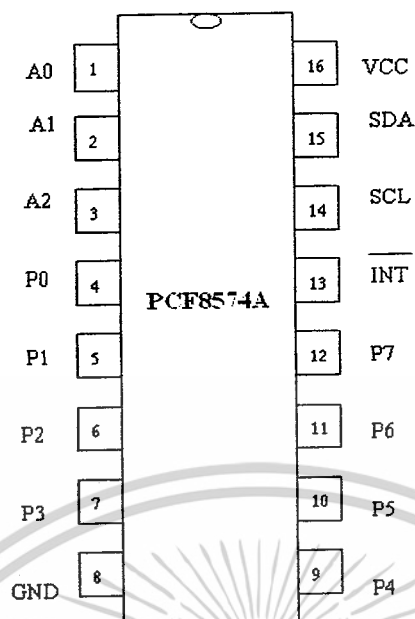 A0 1 16 VCC
A1 2 15 SDA
A2 3 14 SCL
P0 4 13 INT
PCF8574A
P1 5 12 P7
P2 6 11 P6
P3 7 10 P5
GND 8 9 P4